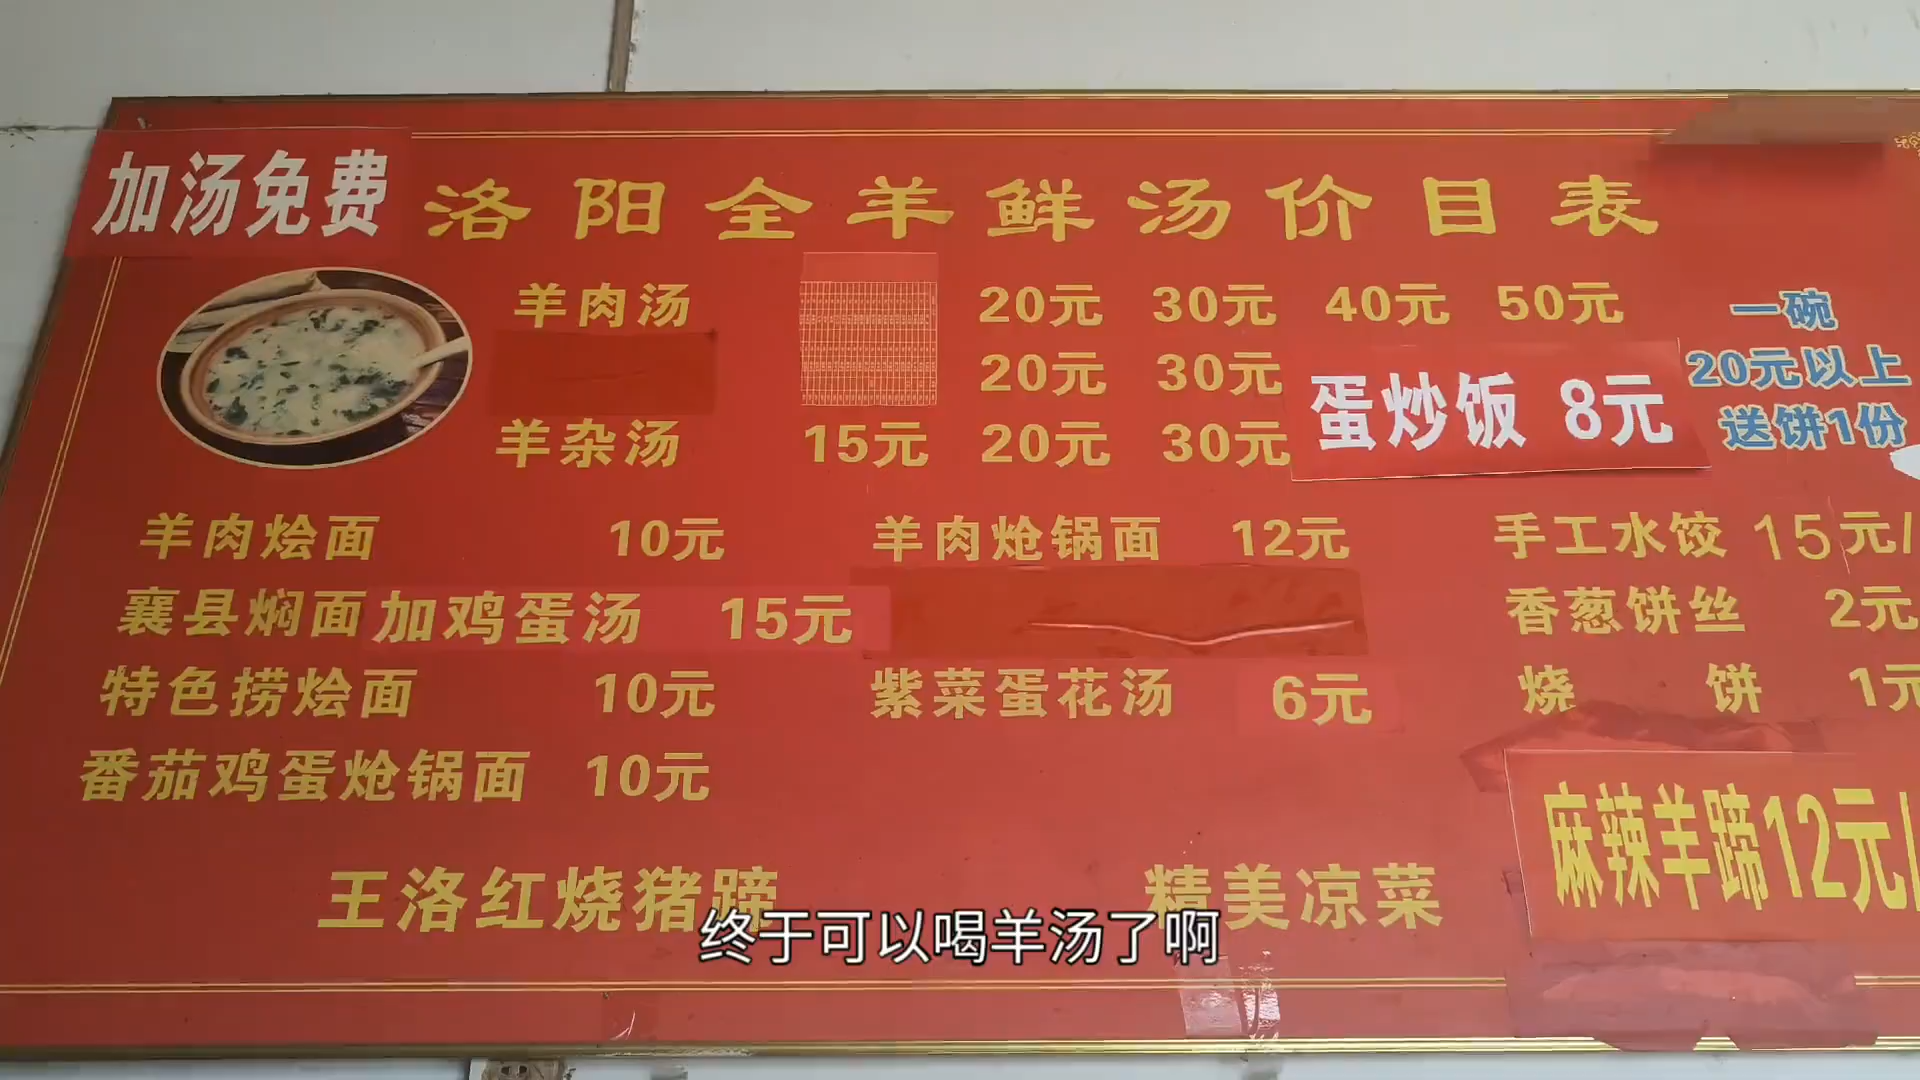 加汤免费
洛阳全羊鲜汤价目表
羊肉汤 20元 30元 40元 50元
20元 30元
羊杂汤 15元 20元 30元
蛋炒饭 8元
一碗
20元以上
送饼1份
羊肉烩面 10元 羊肉炝锅面 12元 手工水饺 15元/
襄县焖面加鸡蛋汤 15元 香葱饼丝 2元
特色捞烩面 10元 紫菜蛋花汤 6元 烧饼 1元
番茄鸡蛋炝锅面 10元
麻辣羊蹄12元/
王洛红烧猪蹄 精美凉菜
终于可以喝羊汤了啊